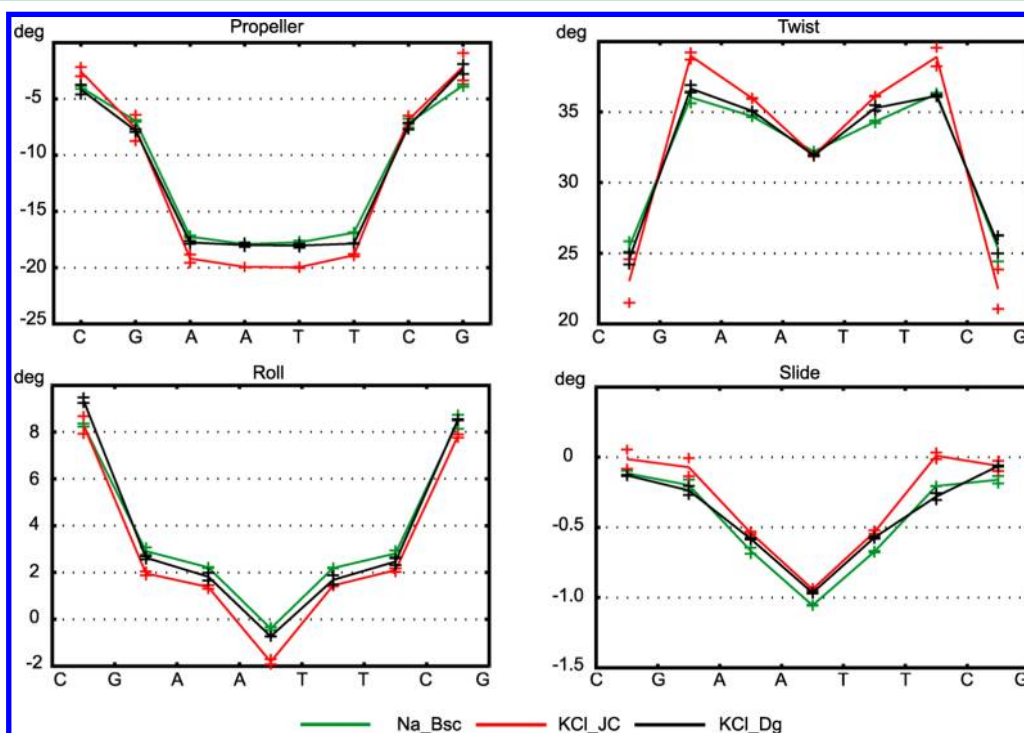 deg Propeller
-5
-10
-15
-20
-25
C G A A T T C G
deg Twist
35
30
25
20
C G A A T T C G
deg Roll
8
6
4
2
0
-2
C G A A T T C G
deg Slide
0
-0.5
-1.0
-1.5
C G A A T T C G
Na_Bsc KCl_JC KCl_Dg